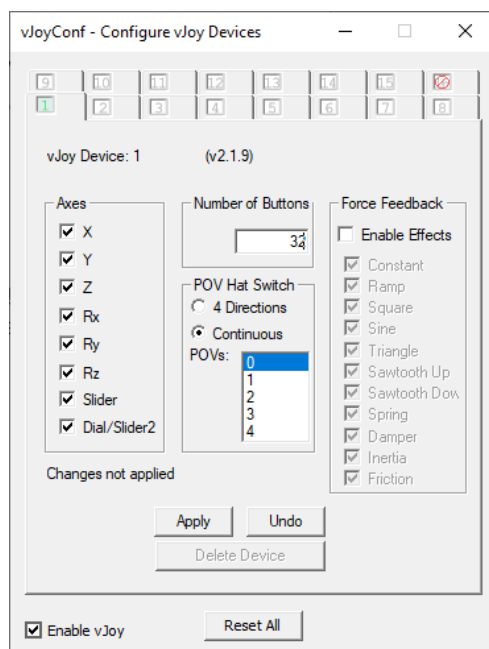 vJoyConf - Configure vJoy Devices
9 10 11 12 13 14 15
1 2 3 4 5 6 7 8
vJoy Device: 1 (v2.1.9)
Axes
X
Y
Z
Rx
Ry
Rz
Slider
Dial/Slider2
Number of Buttons
32
POV Hat Switch
4 Directions
Continuous
POVs:
0
1
2
3
4
Force Feedback
Enable Effects
Constant
Ramp
Square
Sine
Triangle
Sawtooth Up
Sawtooth Dow
Spring
Damper
Inertia
Friction
Changes not applied
Apply Undo
Delete Device
Enable vJoy Reset All